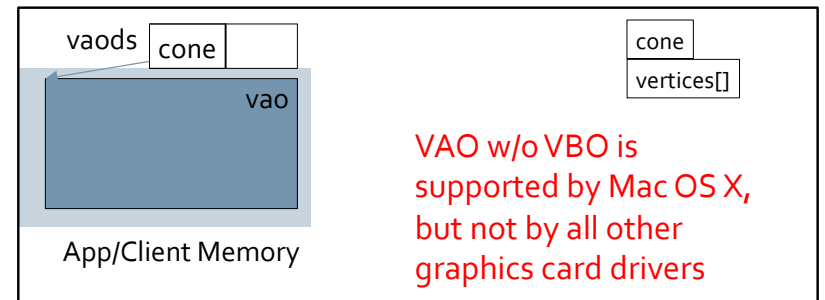 vaods
cone
vao
App/Client Memory
cone
vertices[]
VAO w/o VBO is
supported by Mac OS X,
but not by all other
graphics card drivers